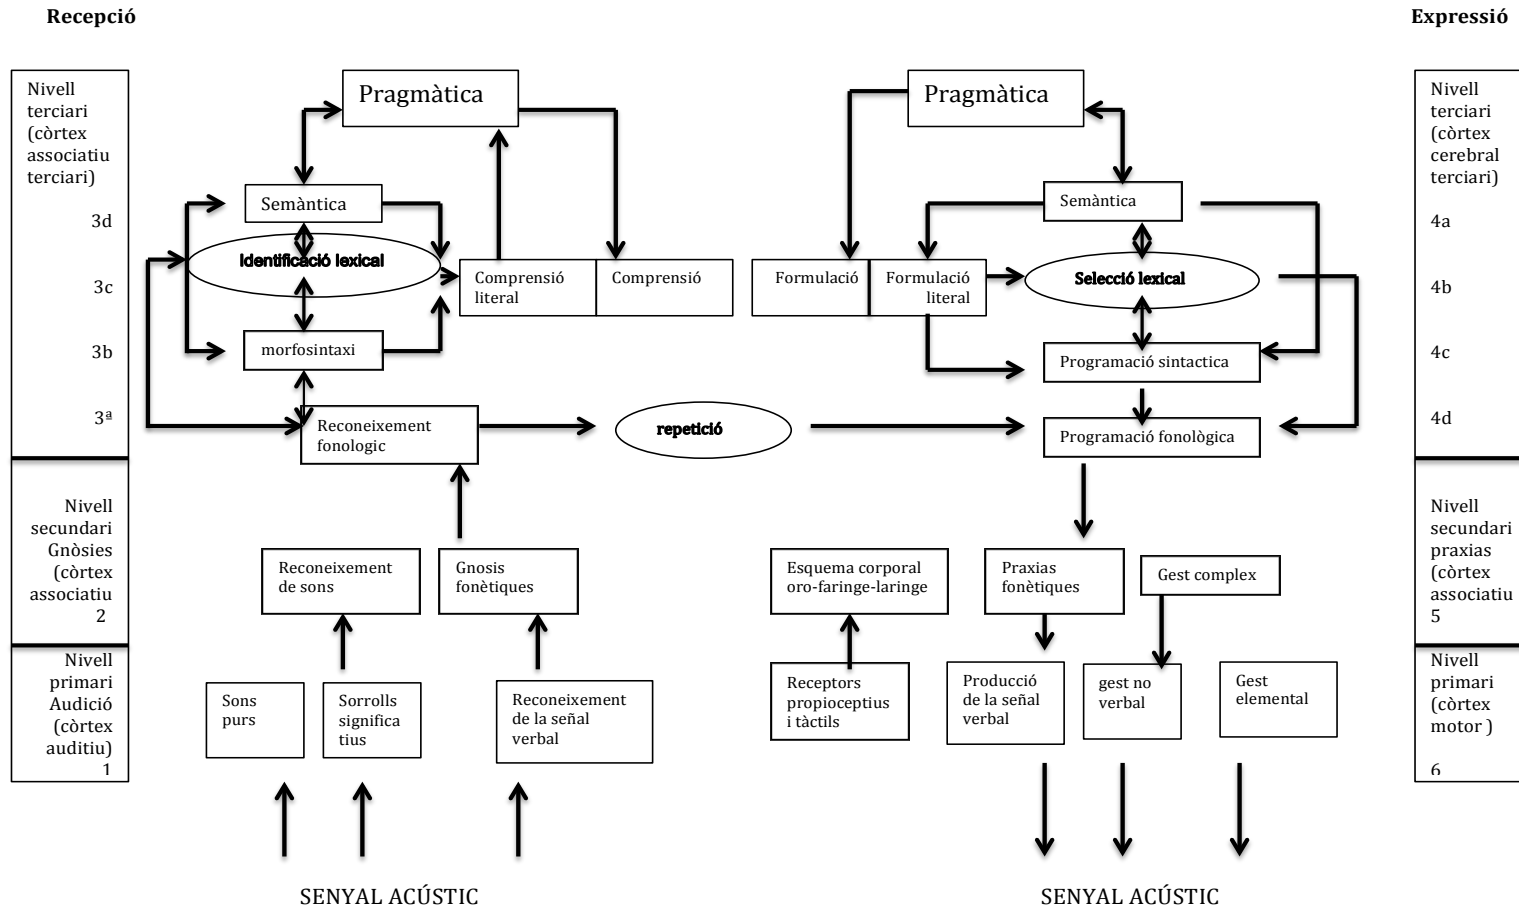 Recepció
Expressió
Nivell
terciari
(còrtex
associatiu
terciari)
3d
3c
3b
3ª
Nivell
secundari
Gnòsies
(còrtex
associatiu
2
Nivell
primari
Audició
(còrtex
auditiu)
1
Pragmàtica
Semàntica
Identificació lexical
Comprensió
literal
Comprensió
morfosintaxi
Reconeixement
fonologic
repetició
Reconeixement
de sons
Gnosis
fonètiques
Sons
purs
Sorrolls
significa
tius
Reconeixement
de la señal
verbal
SENYAL ACÚSTIC
Pragmàtica
Semàntica
Formulació
Formulació
literal
Selecció lexical
Programació sintactica
Programació fonològica
Esquema corporal
oro-faringe-laringe
Praxias
fonètiques
Gest complex
Receptors
propioceptius
i tàctils
Producció
de la señal
verbal
gest no
verbal
Gest
elemental
SENYAL ACÚSTIC
Nivell
terciari
(còrtex
cerebral
terciari)
4a
4b
4c
4d
Nivell
secundari
praxias
(còrtex
associatiu
5
Nivell
primari
(còrtex
motor )
6